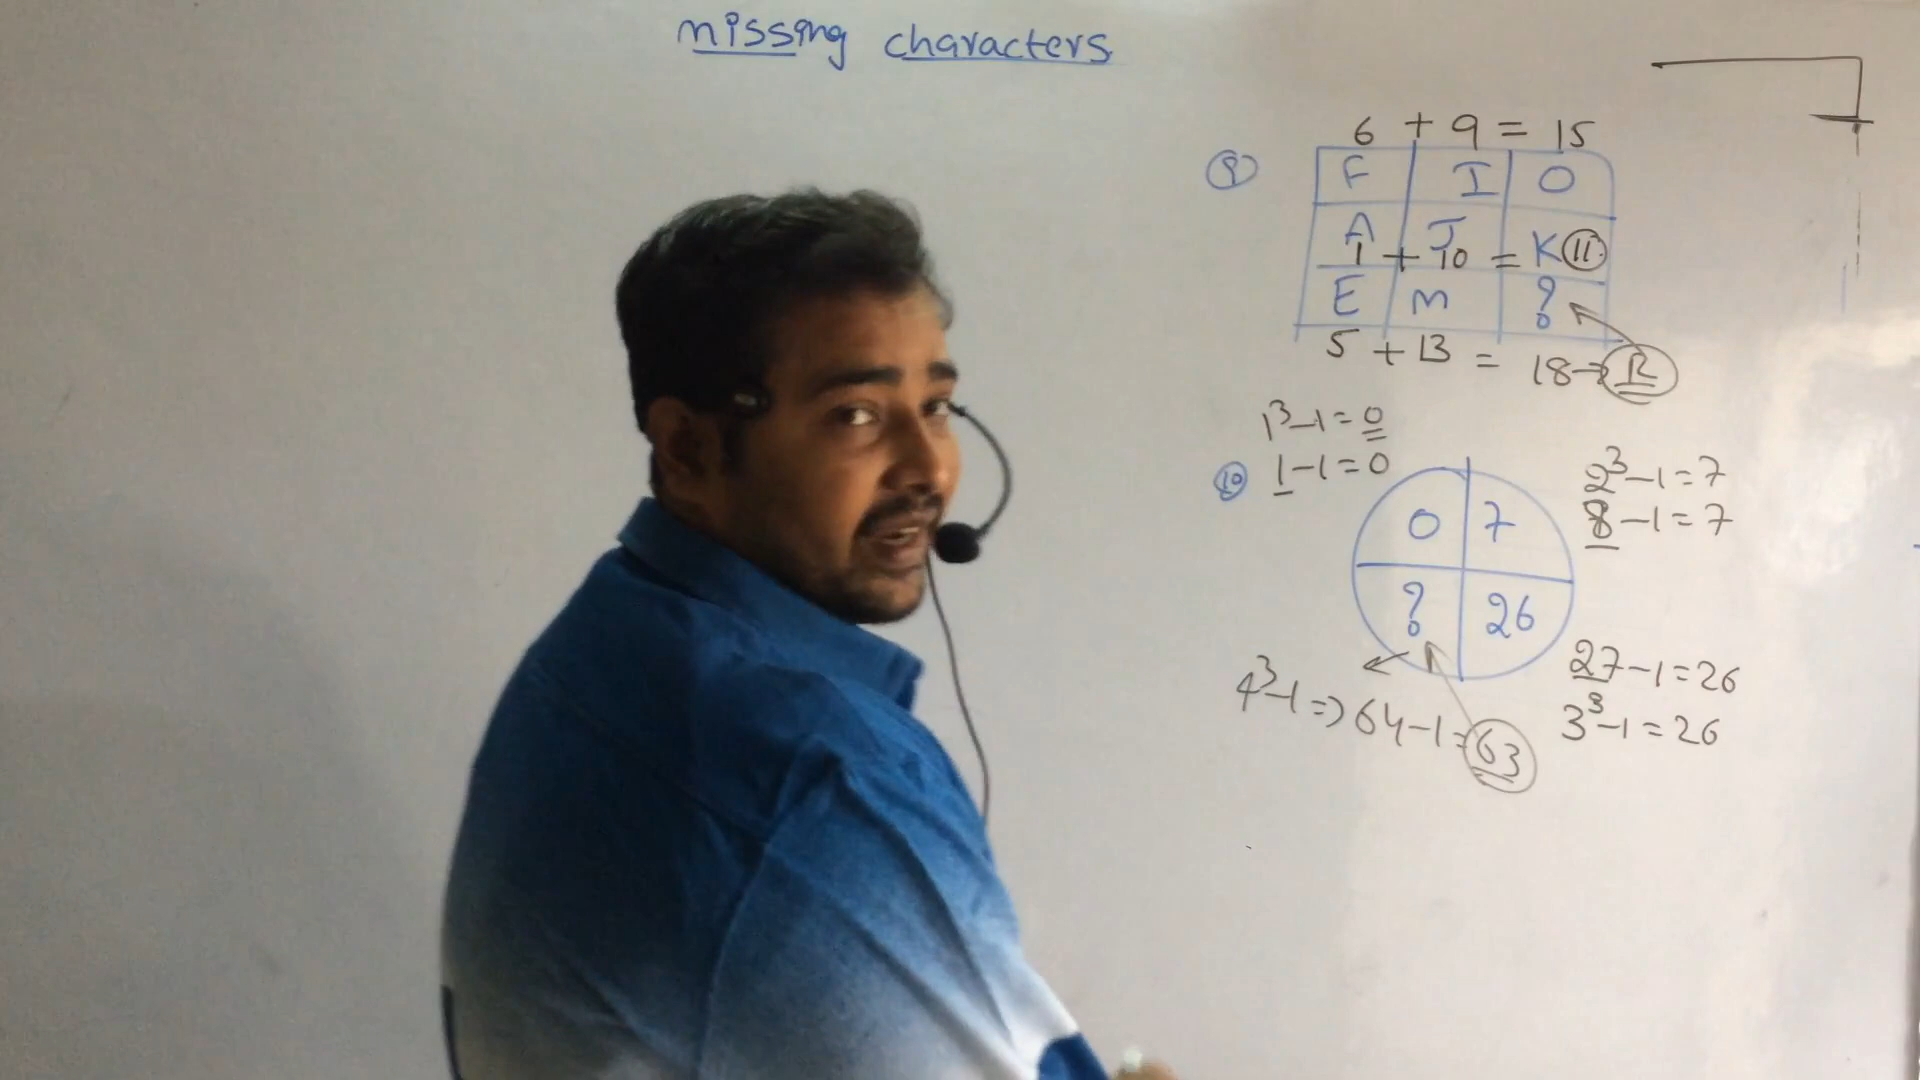 missing characters
6 + 9 = 15
9
F I O
A J K 11
1 + 10 =
E M ?
5 + 13 = 18 → R
1³-1=0
10
1-1=0
2³-1=7
8-1=7
0 7
? 26
27-1=26
3³-1=26
4³-1=>64-1=63